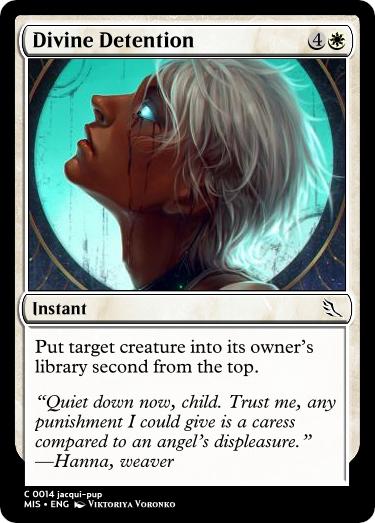 Divine Detention 4
Instant
Put target creature into its owner's
library second from the top.
“Quiet down now, child. Trust me, any
punishment I could give is a caress
compared to an angel's displeasure.”
—Hanna, weaver
C 0014 jacqui-pup
MIS • ENG Viktoriya Voronko